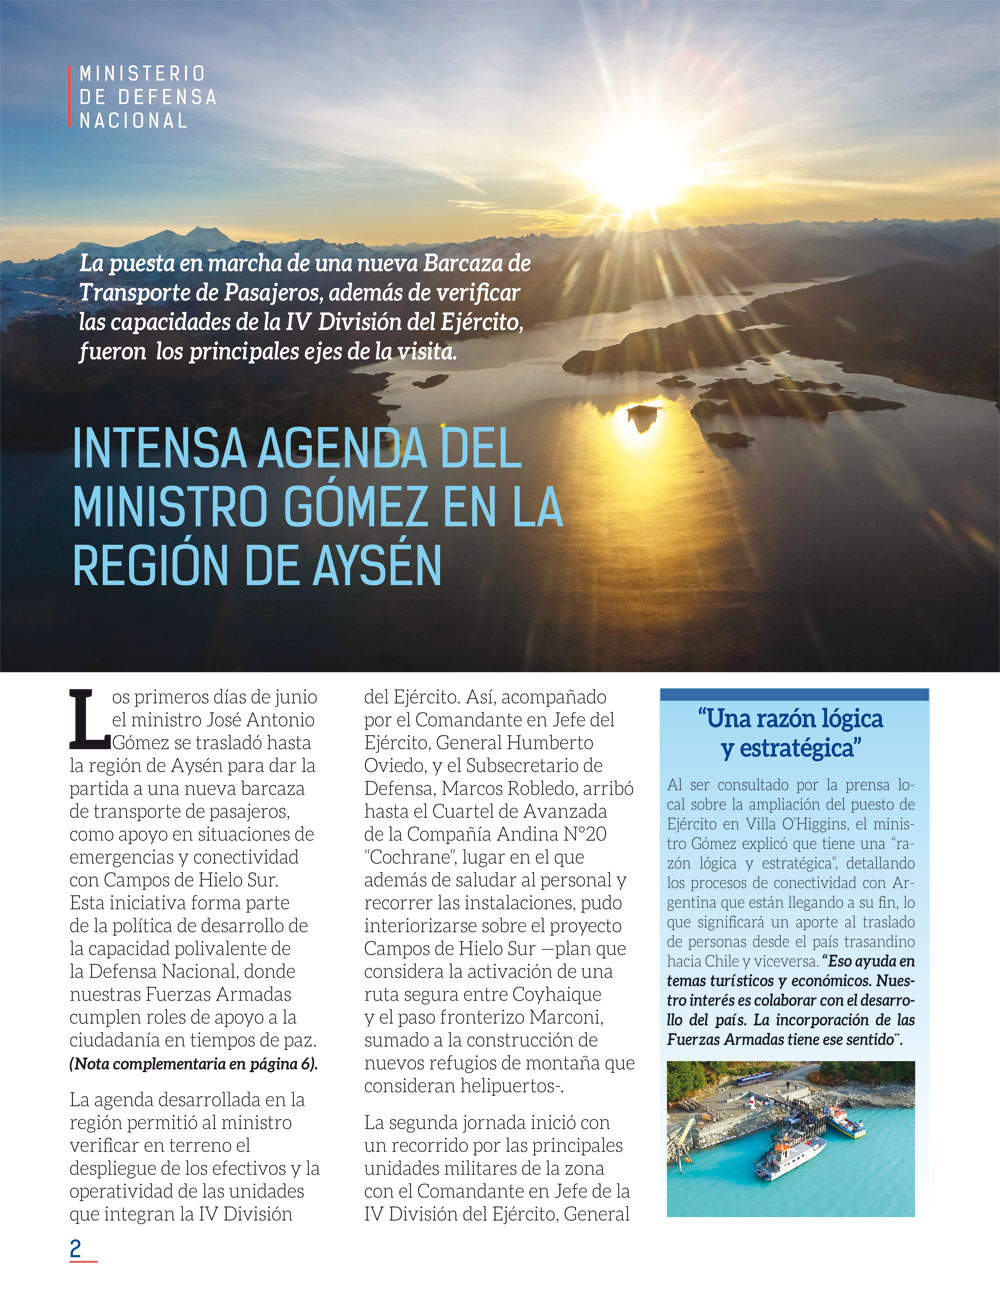 MINISTERIO
DE DEFENSA
NACIONAL
La puesta en marcha de una nueva Barcaza de
Transporte de Pasajeros, además de verificar
las capacidades de la IV División del Ejército,
fueron los principales ejes de la visita.
INTENSA AGENDA DEL
MINISTRO GÓMEZ EN LA
REGIÓN DE AYSÉN
Los primeros días de junio
el ministro José Antonio
Gómez se trasladó hasta
la región de Aysén para dar la
partida a una nueva barcaza
de transporte de pasajeros,
como apoyo en situaciones de
emergencias y conectividad
con Campos de Hielo Sur.
Esta iniciativa forma parte
de la política de desarrollo de
la capacidad polivalente de
la Defensa Nacional, donde
nuestras Fuerzas Armadas
cumplen roles de apoyo a la
ciudadanía en tiempos de paz.
(Nota complementaria en página 6).
La agenda desarrollada en la
región permitió al ministro
verificar en terreno el
despliegue de los efectivos y la
operatividad de las unidades
que integran la IV División
del Ejército. Así, acompañado
por el Comandante en Jefe del
Ejército, General Humberto
Oviedo, y el Subsecretario de
Defensa, Marcos Robledo, arribó
hasta el Cuartel de Avanzada
de la Compañía Andina N°20
“Cochrane”, lugar en el que
además de saludar al personal y
recorrer las instalaciones, pudo
interiorizarse sobre el proyecto
Campos de Hielo Sur —plan que
considera la activación de una
ruta segura entre Coyhaique
y el paso fronterizo Marconi,
sumado a la construcción de
nuevos refugios de montaña que
consideran helipuertos-.
La segunda jornada inició con
un recorrido por las principales
unidades militares de la zona
con el Comandante en Jefe de la
IV División del Ejército, General
“Una razón lógica
y estratégica”
Al ser consultado por la prensa lo-
cal sobre la ampliación del puesto de
Ejército en Villa O’Higgins, el minis-
tro Gómez explicó que tiene una “ra-
zón lógica y estratégica”, detallando
los procesos de conectividad con Ar-
gentina que están llegando a su fin, lo
que significará un aporte al traslado
de personas desde el país trasandino
hacia Chile y viceversa. “Eso ayuda en
temas turísticos y económicos. Nues-
tro interés es colaborar con el desarro-
llo del país. La incorporación de las
Fuerzas Armadas tiene ese sentido¨.
2